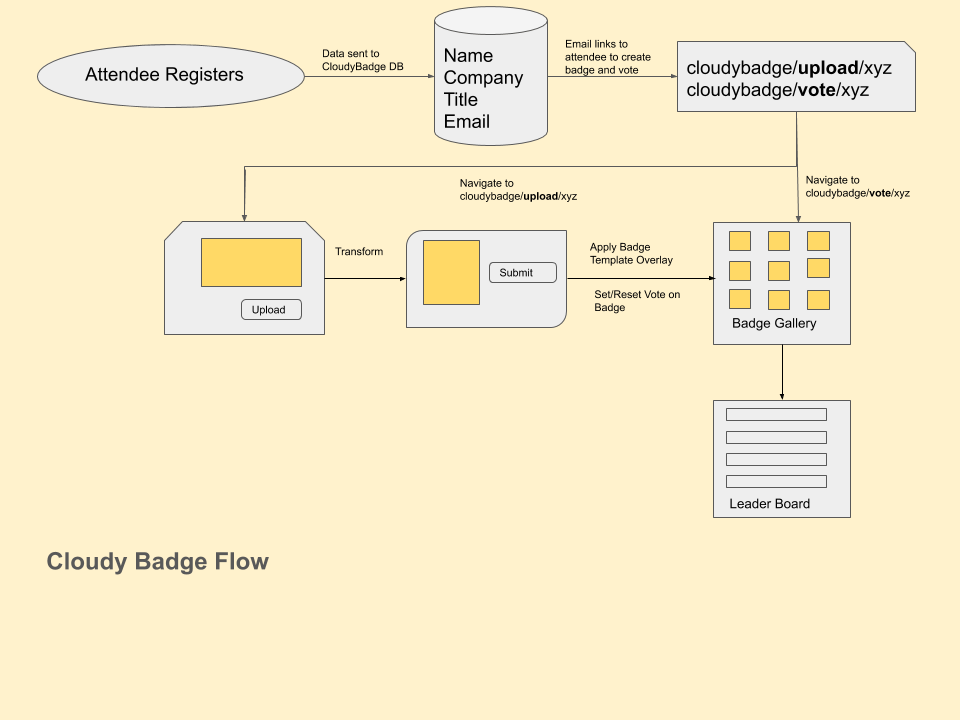 Attendee Registers
Data sent to
CloudyBadge DB
Name
Company
Title
Email
Email links to
attendee to create
badge and vote
cloudybadge/upload/xyz
cloudybadge/vote/xyz
Navigate to
cloudybadge/upload/xyz
Navigate to
cloudybadge/vote/xyz
Upload
Transform
Submit
Apply Badge
Template Overlay
Set/Reset Vote on
Badge
Badge Gallery
Leader Board
Cloudy Badge Flow